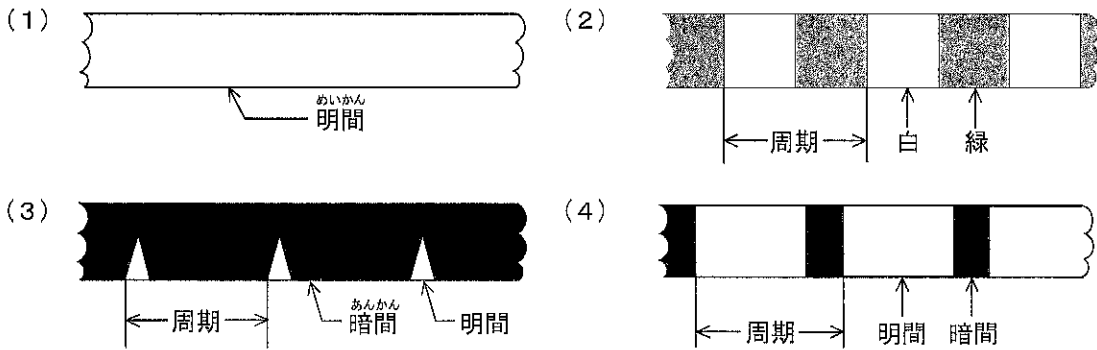 (1)
めいかん
明間
(2)
周期
白
緑
(3)
周期
あんかん
暗間
明間
(4)
周期
明間
暗間